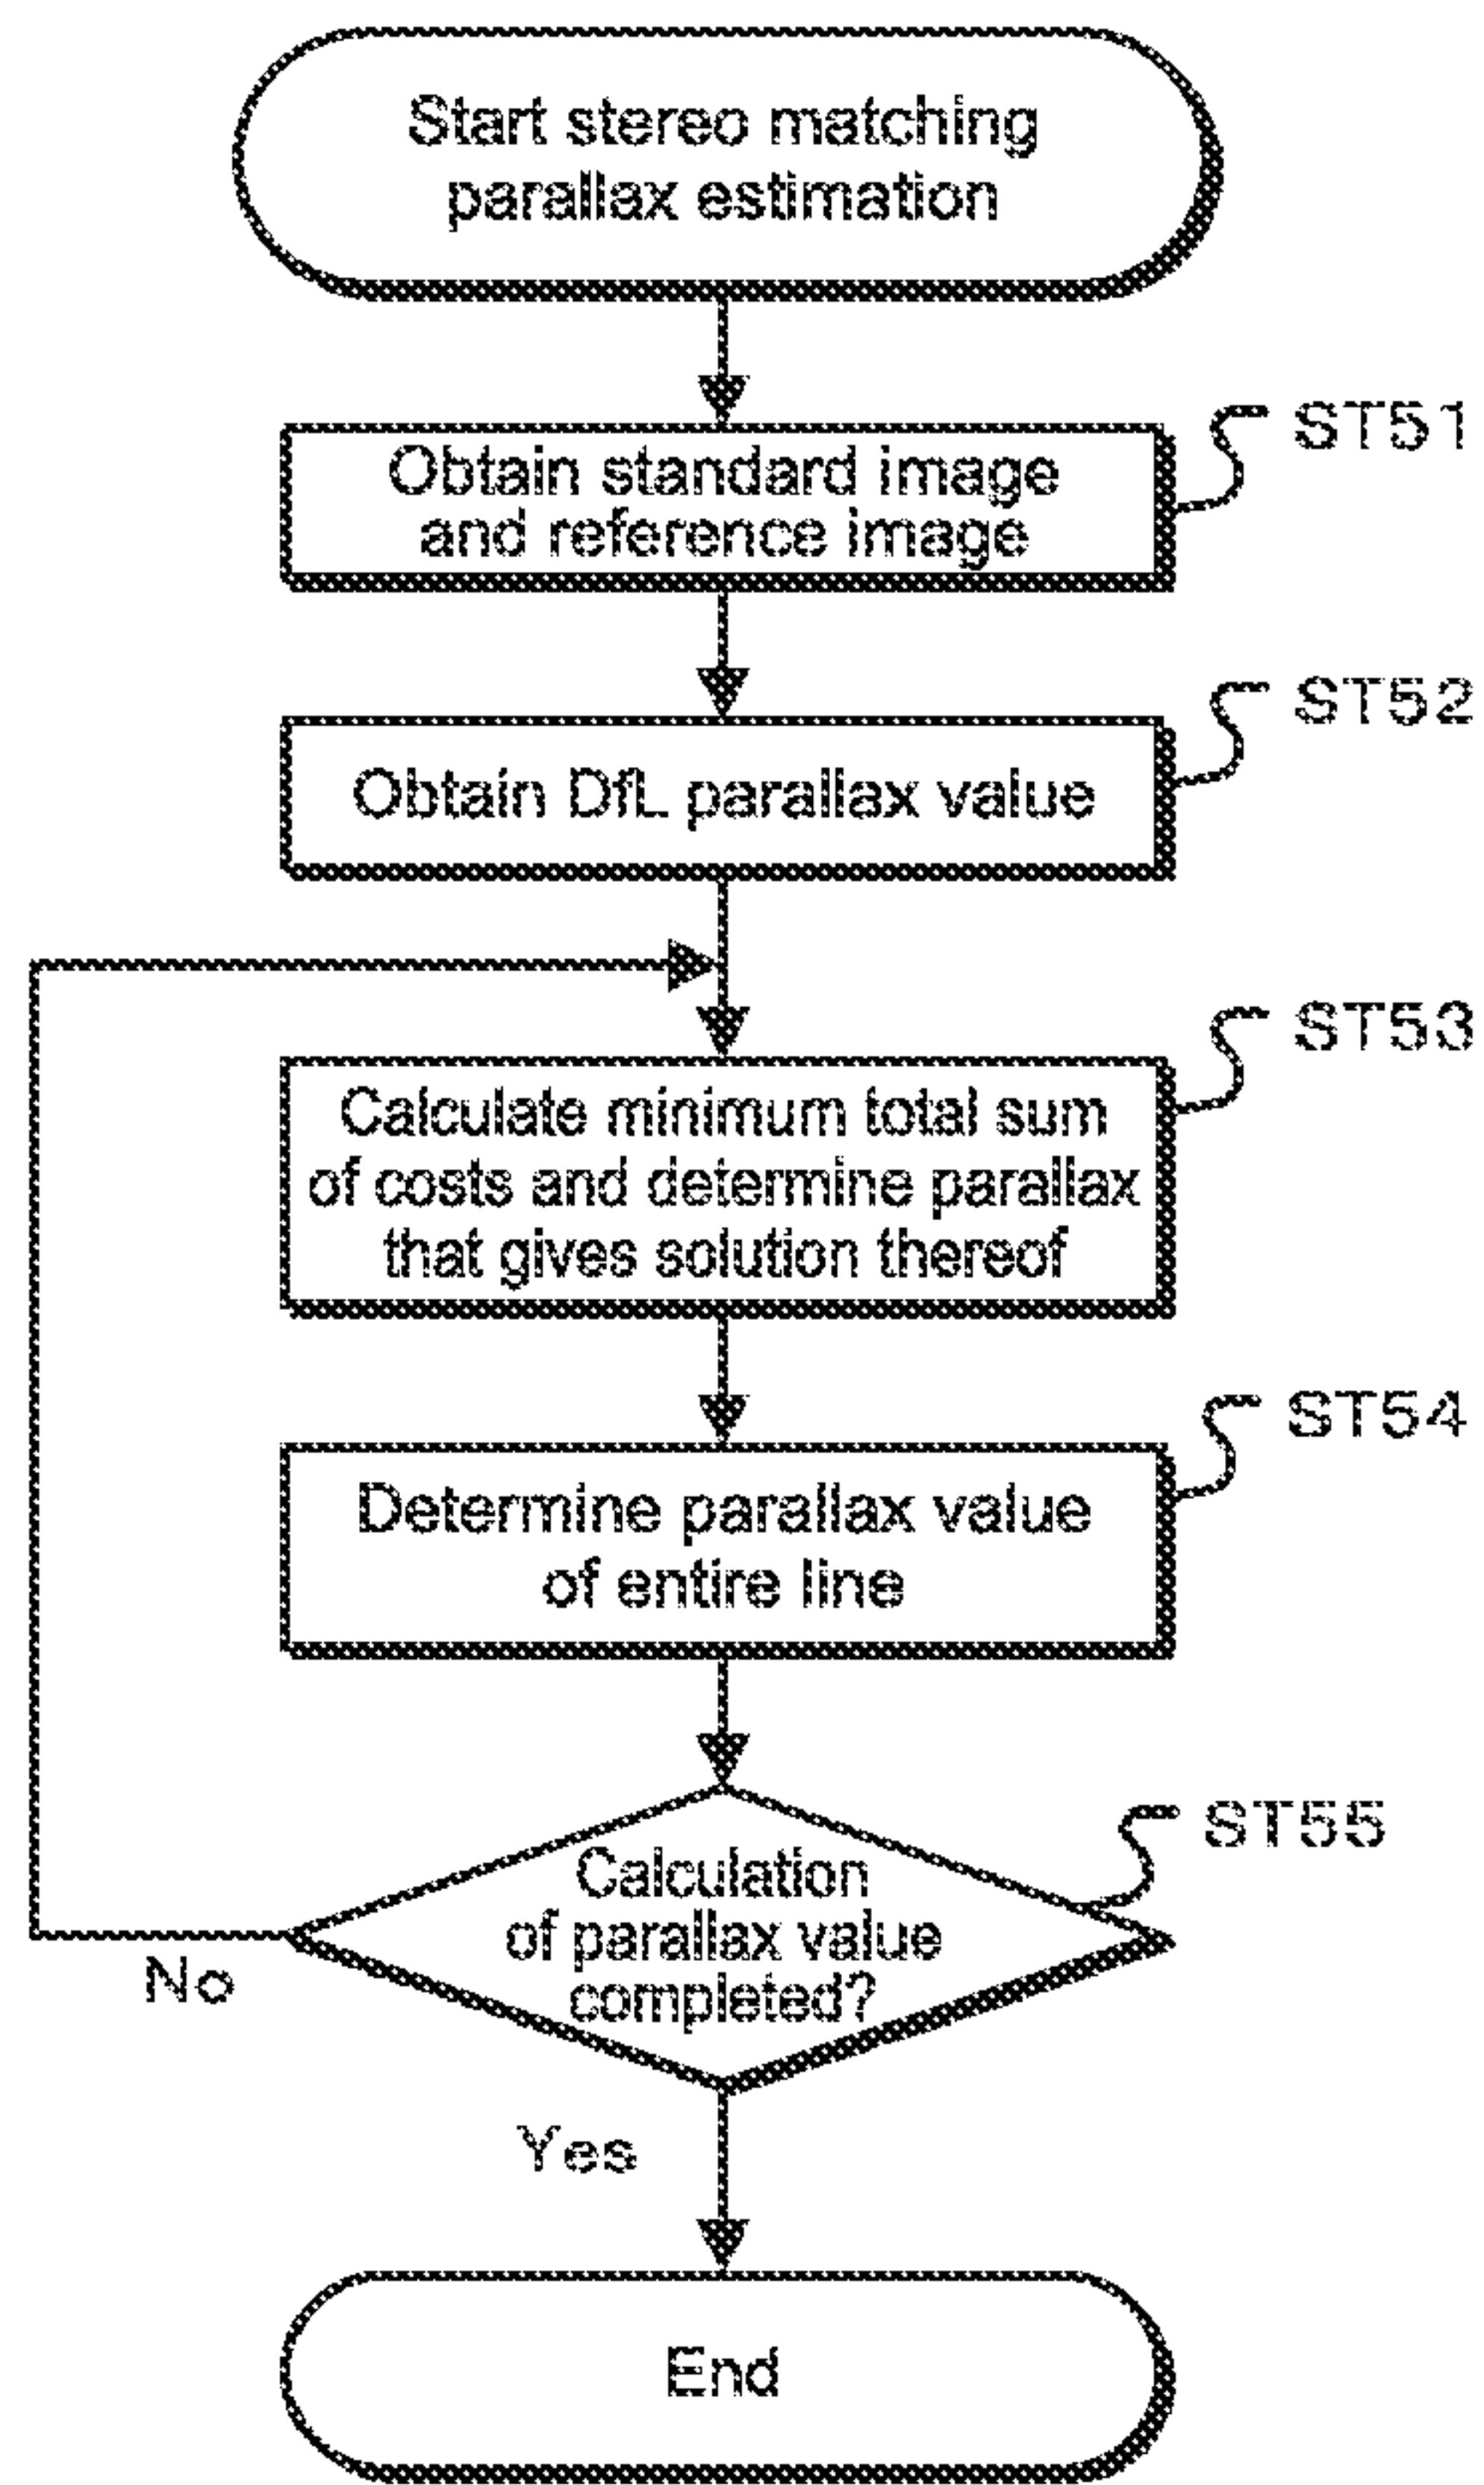 Start stereo matching
parallax estimation
ST51
Obtain standard image
and reference image
ST52
Obtain DfL parallax value
ST53
Calculate minimum total sum
of costs and determine parallax
that gives solution thereof
ST54
Determine parallax value
of entire line
ST55
Calculation
of parallax value
completed?
No
Yes
End